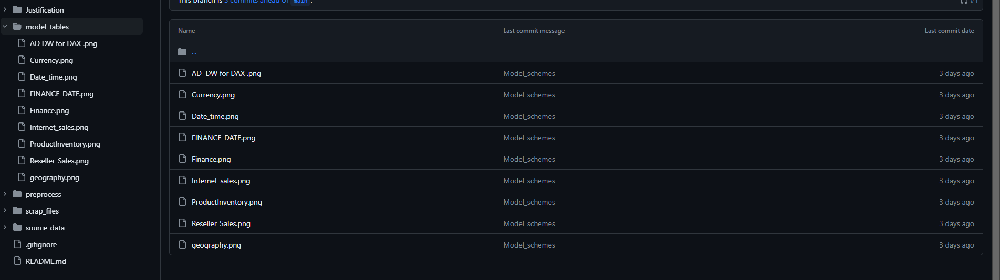 Justification
model_tables
AD DW for DAX .png
Currency.png
Date_time.png
FINANCE_DATE.png
Finance.png
Internet_sales.png
ProductInventory.png
Reseller_Sales.png
geography.png
preprocess
scrap_files
source_data
.gitignore
README.md
This branch is 3 commits ahead of main .
#1
Name Last commit message Last commit date
..
AD  DW for DAX .png Model_schemes 3 days ago
Currency.png Model_schemes 3 days ago
Date_time.png Model_schemes 3 days ago
FINANCE_DATE.png Model_schemes 3 days ago
Finance.png Model_schemes 3 days ago
Internet_sales.png Model_schemes 3 days ago
ProductInventory.png Model_schemes 3 days ago
Reseller_Sales.png Model_schemes 3 days ago
geography.png Model_schemes 3 days ago